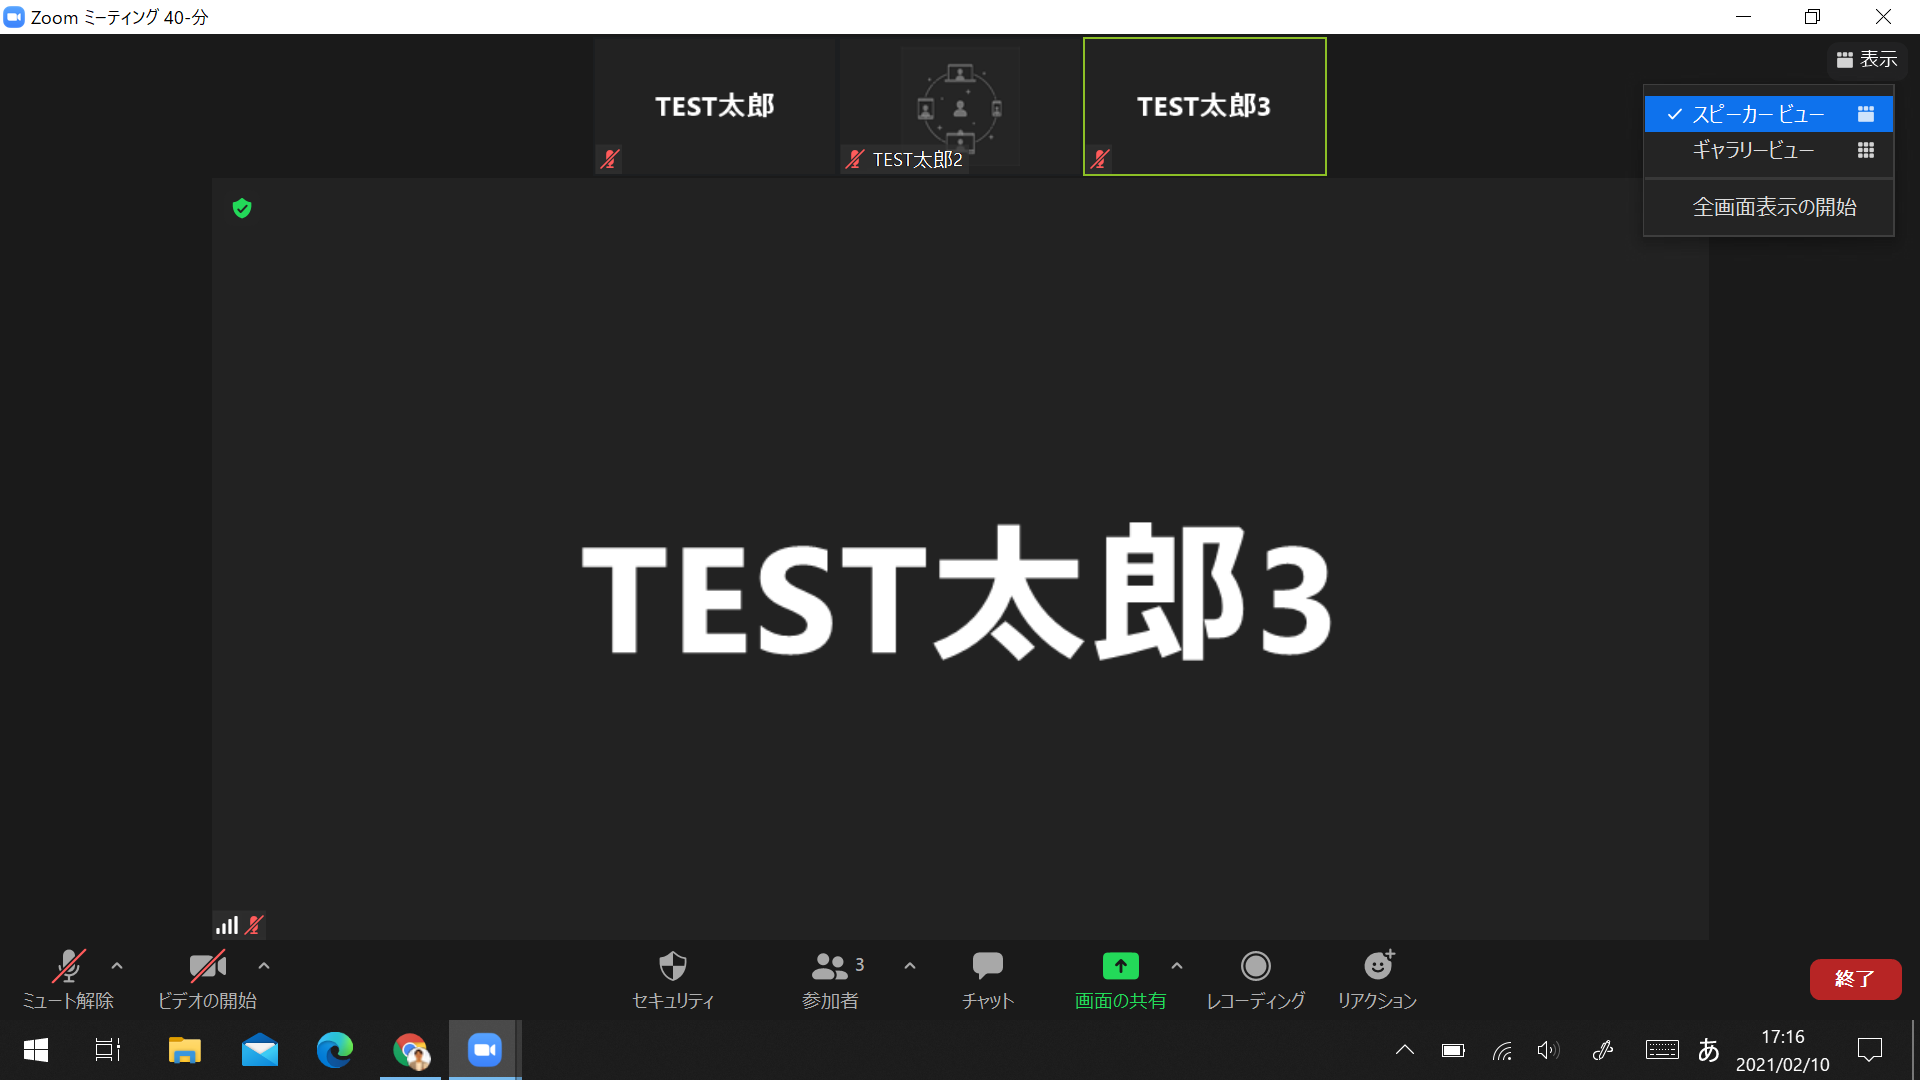 Zoom ミーティング 40-分
表示
TEST太郎
TEST太郎2
TEST太郎3
スピーカー ビュー
ギャラリービュー
全画面表示の開始
TEST太郎3
3
ミュート解除
ビデオの開始
セキュリティ
参加者
チャット
画面の共有
レコーディング
リアクション
終了
あ
17:16
2021/02/10